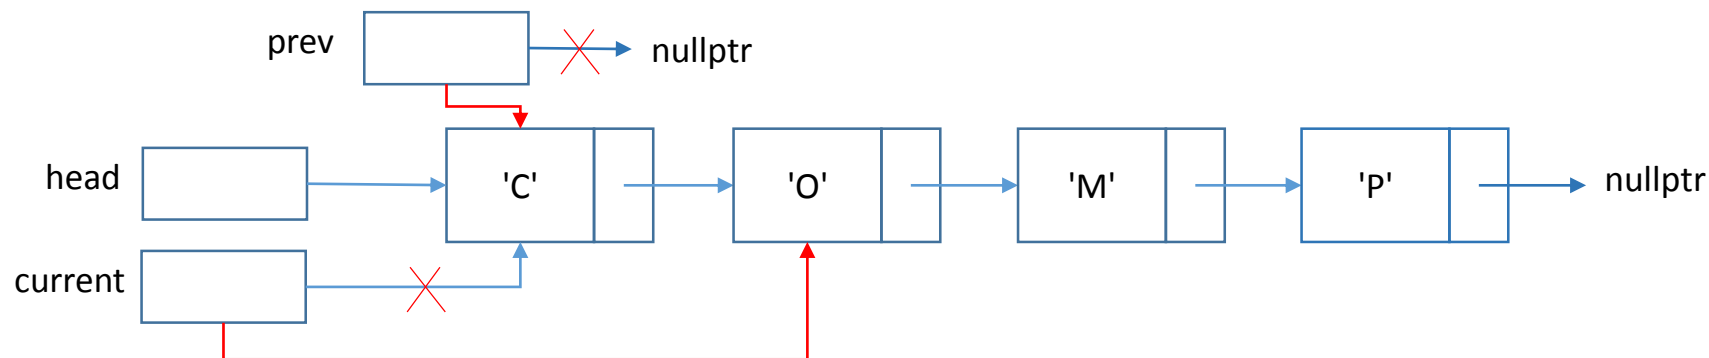 prev
nullptr
head
'C'
'O'
'M'
'P'
nullptr
current